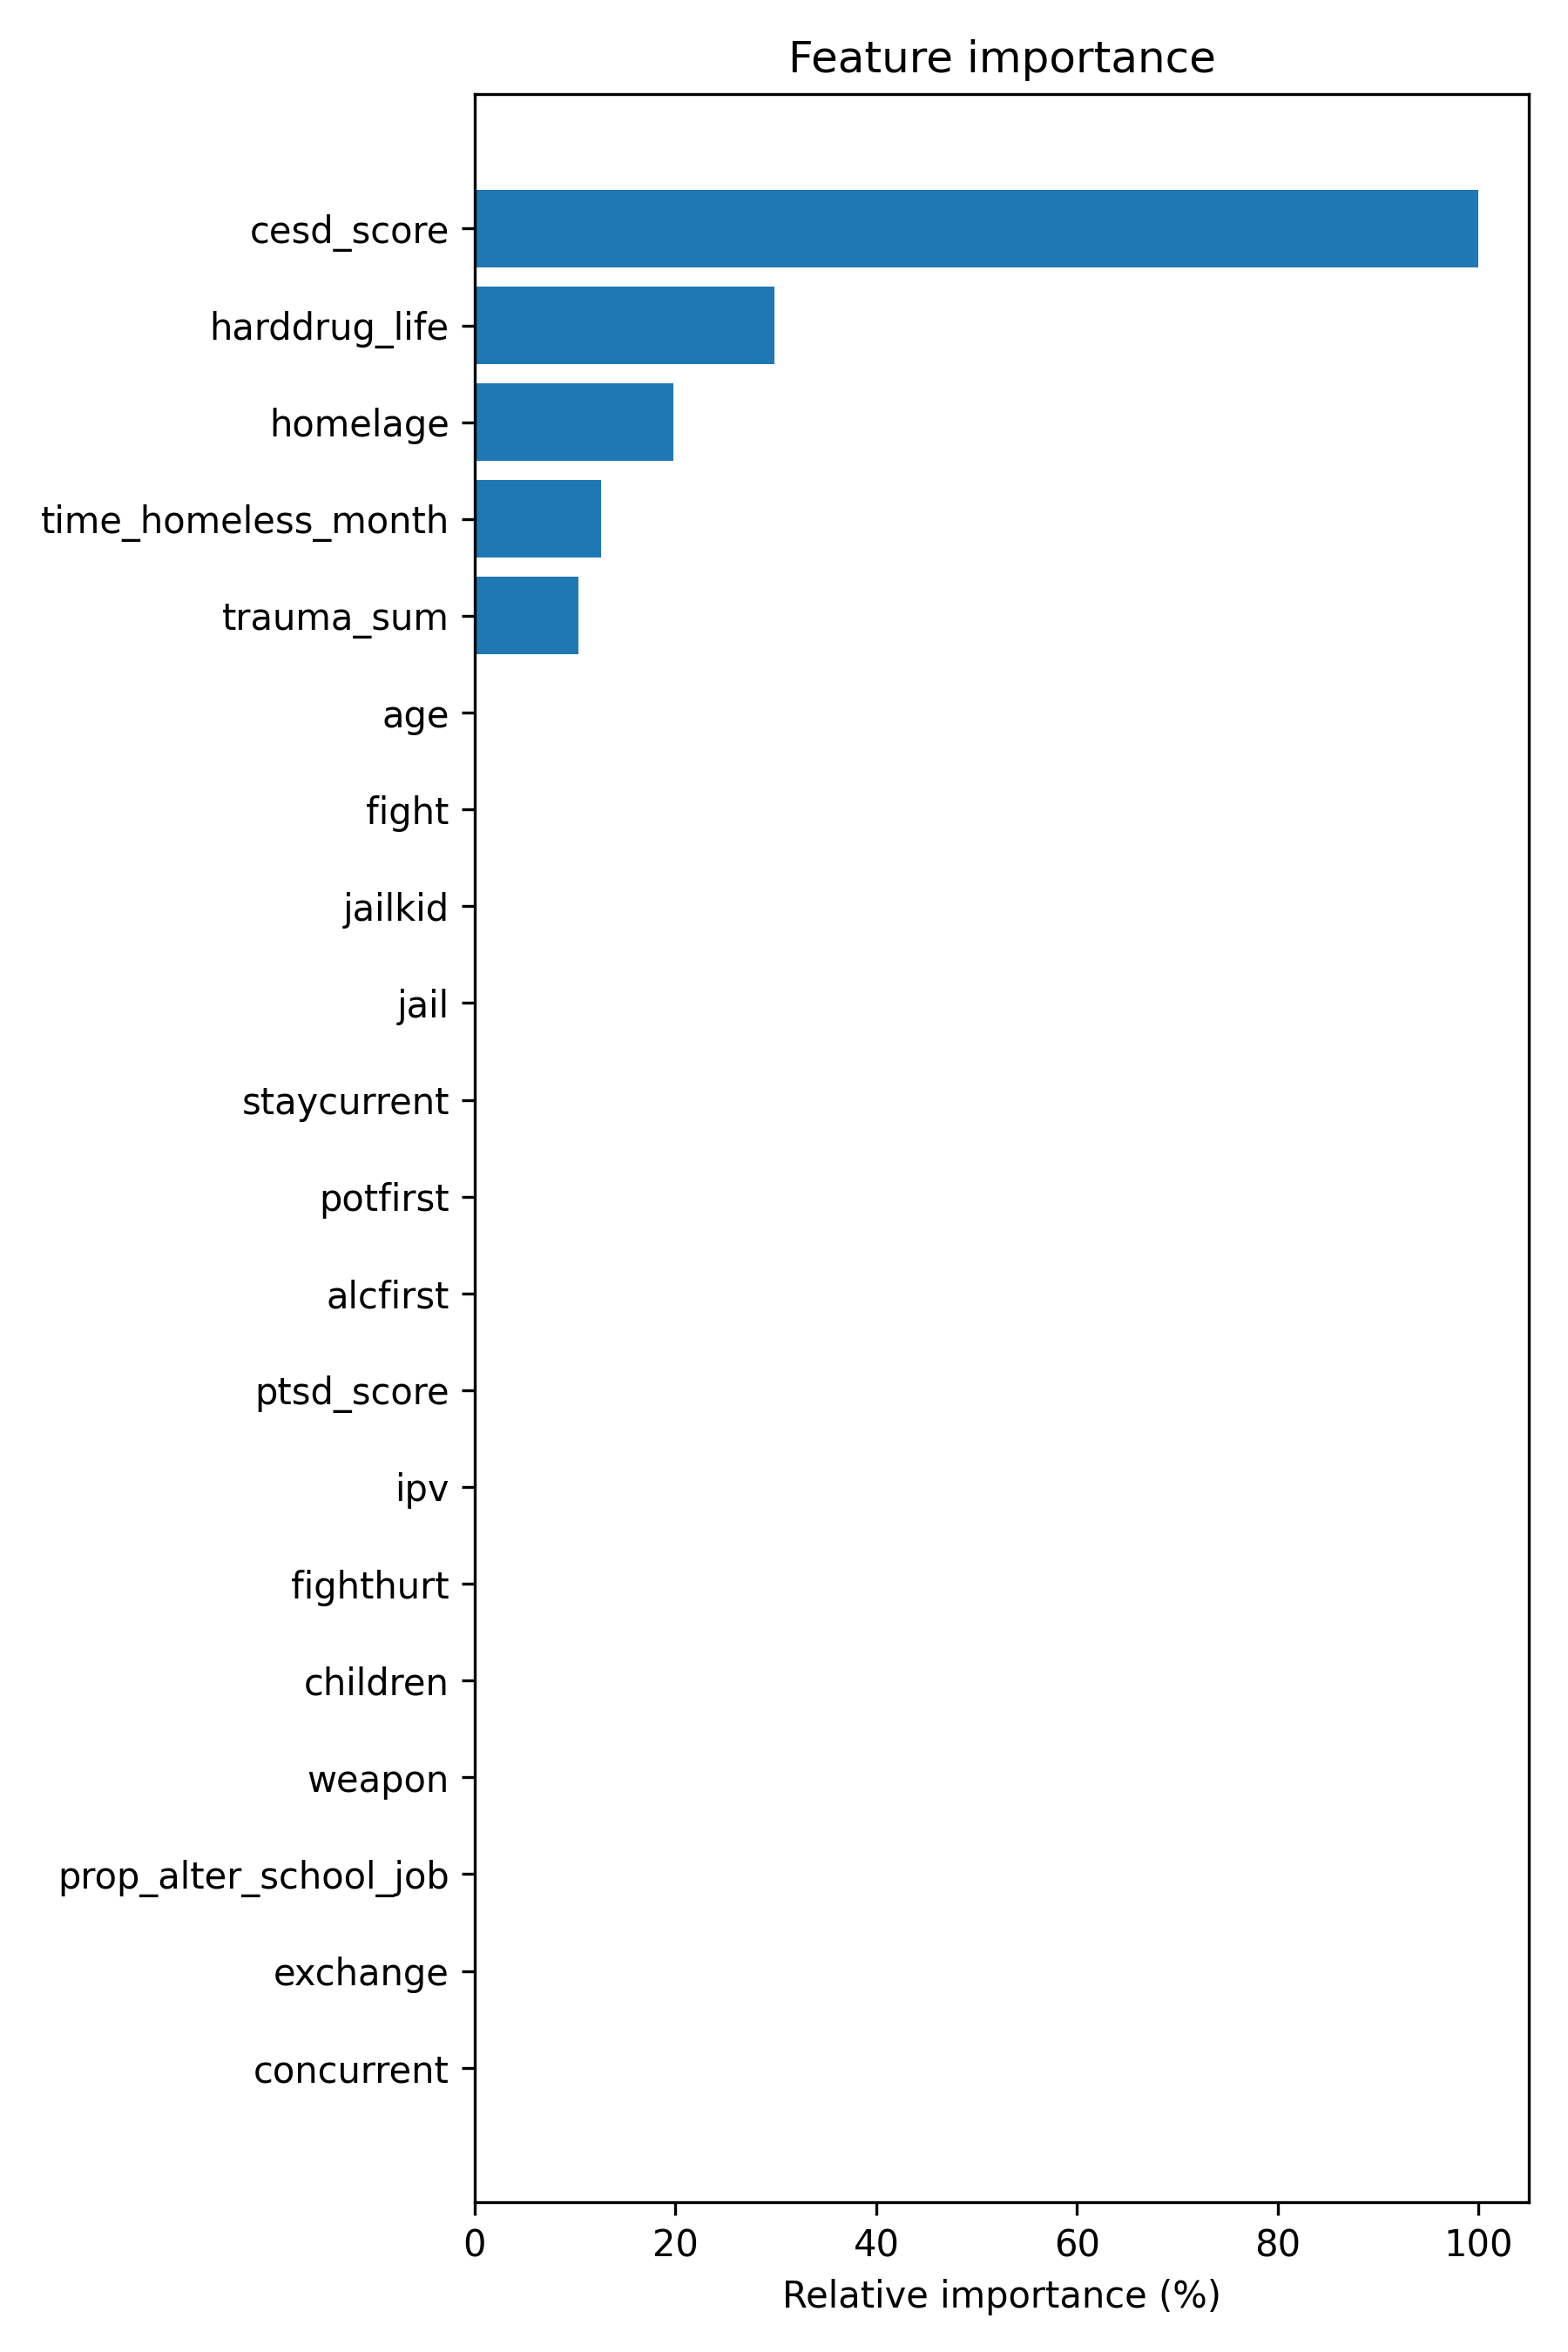 Feature importance
cesd_score
harddrug_life
homelage
time_homeless_month
trauma_sum
age
fight
jailkid
jail
staycurrent
potfirst
alcfirst
ptsd_score
ipv
fighthurt
children
weapon
prop_alter_school_job
exchange
concurrent
0 20 40 60 80 100
Relative importance (%)